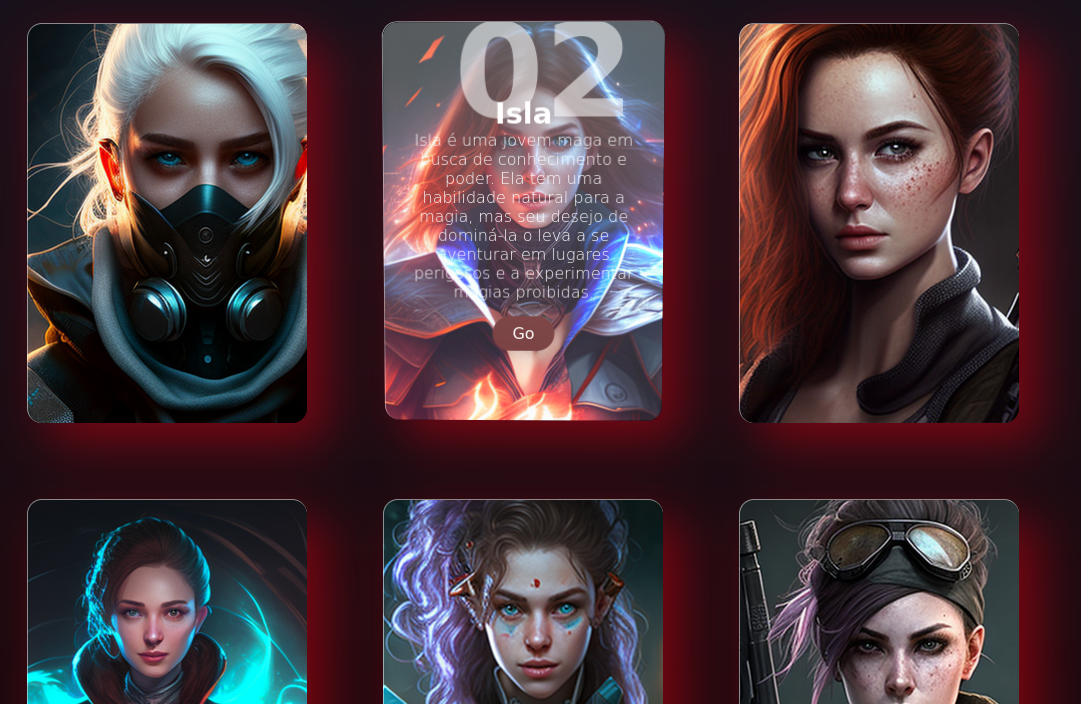 02
Isla
Isla é uma jovem maga em
busca de conhecimento e
poder. Ela tem uma
habilidade natural para a
magia, mas seu desejo de
dominá-la o leva a se
aventurar em lugares
perigosos e a experimentar
magias proibidas
Go